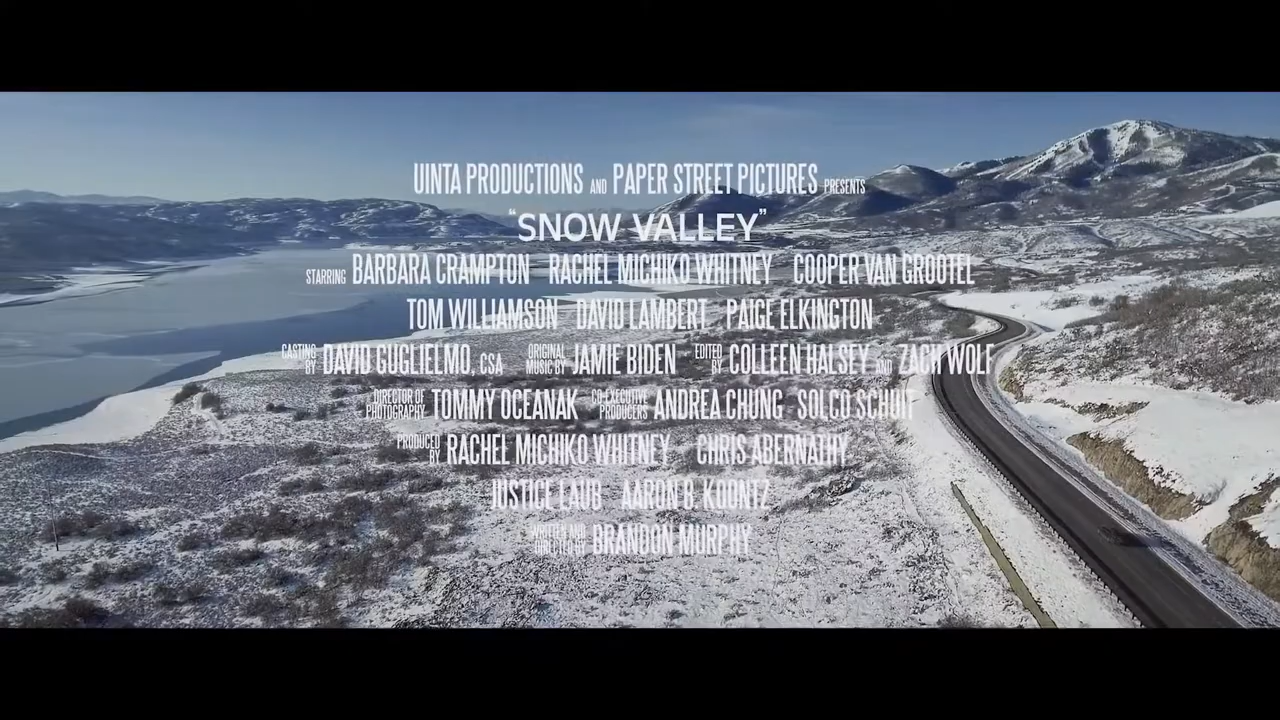 UINTA PRODUCTIONS AND PAPER STREET PICTURES PRESENTS
"SNOW VALLEY"
STARRING BARBARA CRAMPTON RACHEL MICHIKO WHITNEY COOPER VAN GROOTEL
TOM WILLIAMSON DAVID LAMBERT PAIGE ELKINGTON
CASTING BY DAVID GUGLIELMO, CSA ORIGINAL MUSIC BY JAMIE BIDEN EDITED BY COLLEEN HALSEY AND ZACH WOLF
DIRECTOR OF PHOTOGRAPHY TOMMY OCEANAK CO-EXECUTIVE PRODUCERS ANDREA CHUNG SOLCO SCHUIT
PRODUCED BY RACHEL MICHIKO WHITNEY CHRIS ABERNATHY
JUSTICE LAUB AARON B. KOONTZ
WRITTEN AND DIRECTED BY BRANDON MURPHY